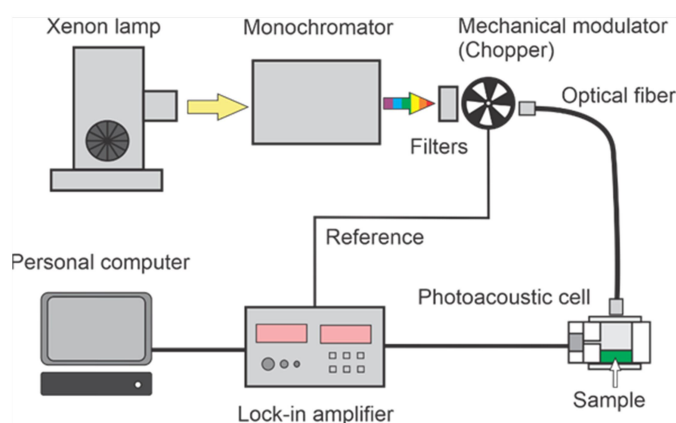 Xenon lamp
Monochromator
Mechanical modulator
(Chopper)
Optical fiber
Filters
Reference
Personal computer
Photoacoustic cell
Sample
Lock-in amplifier